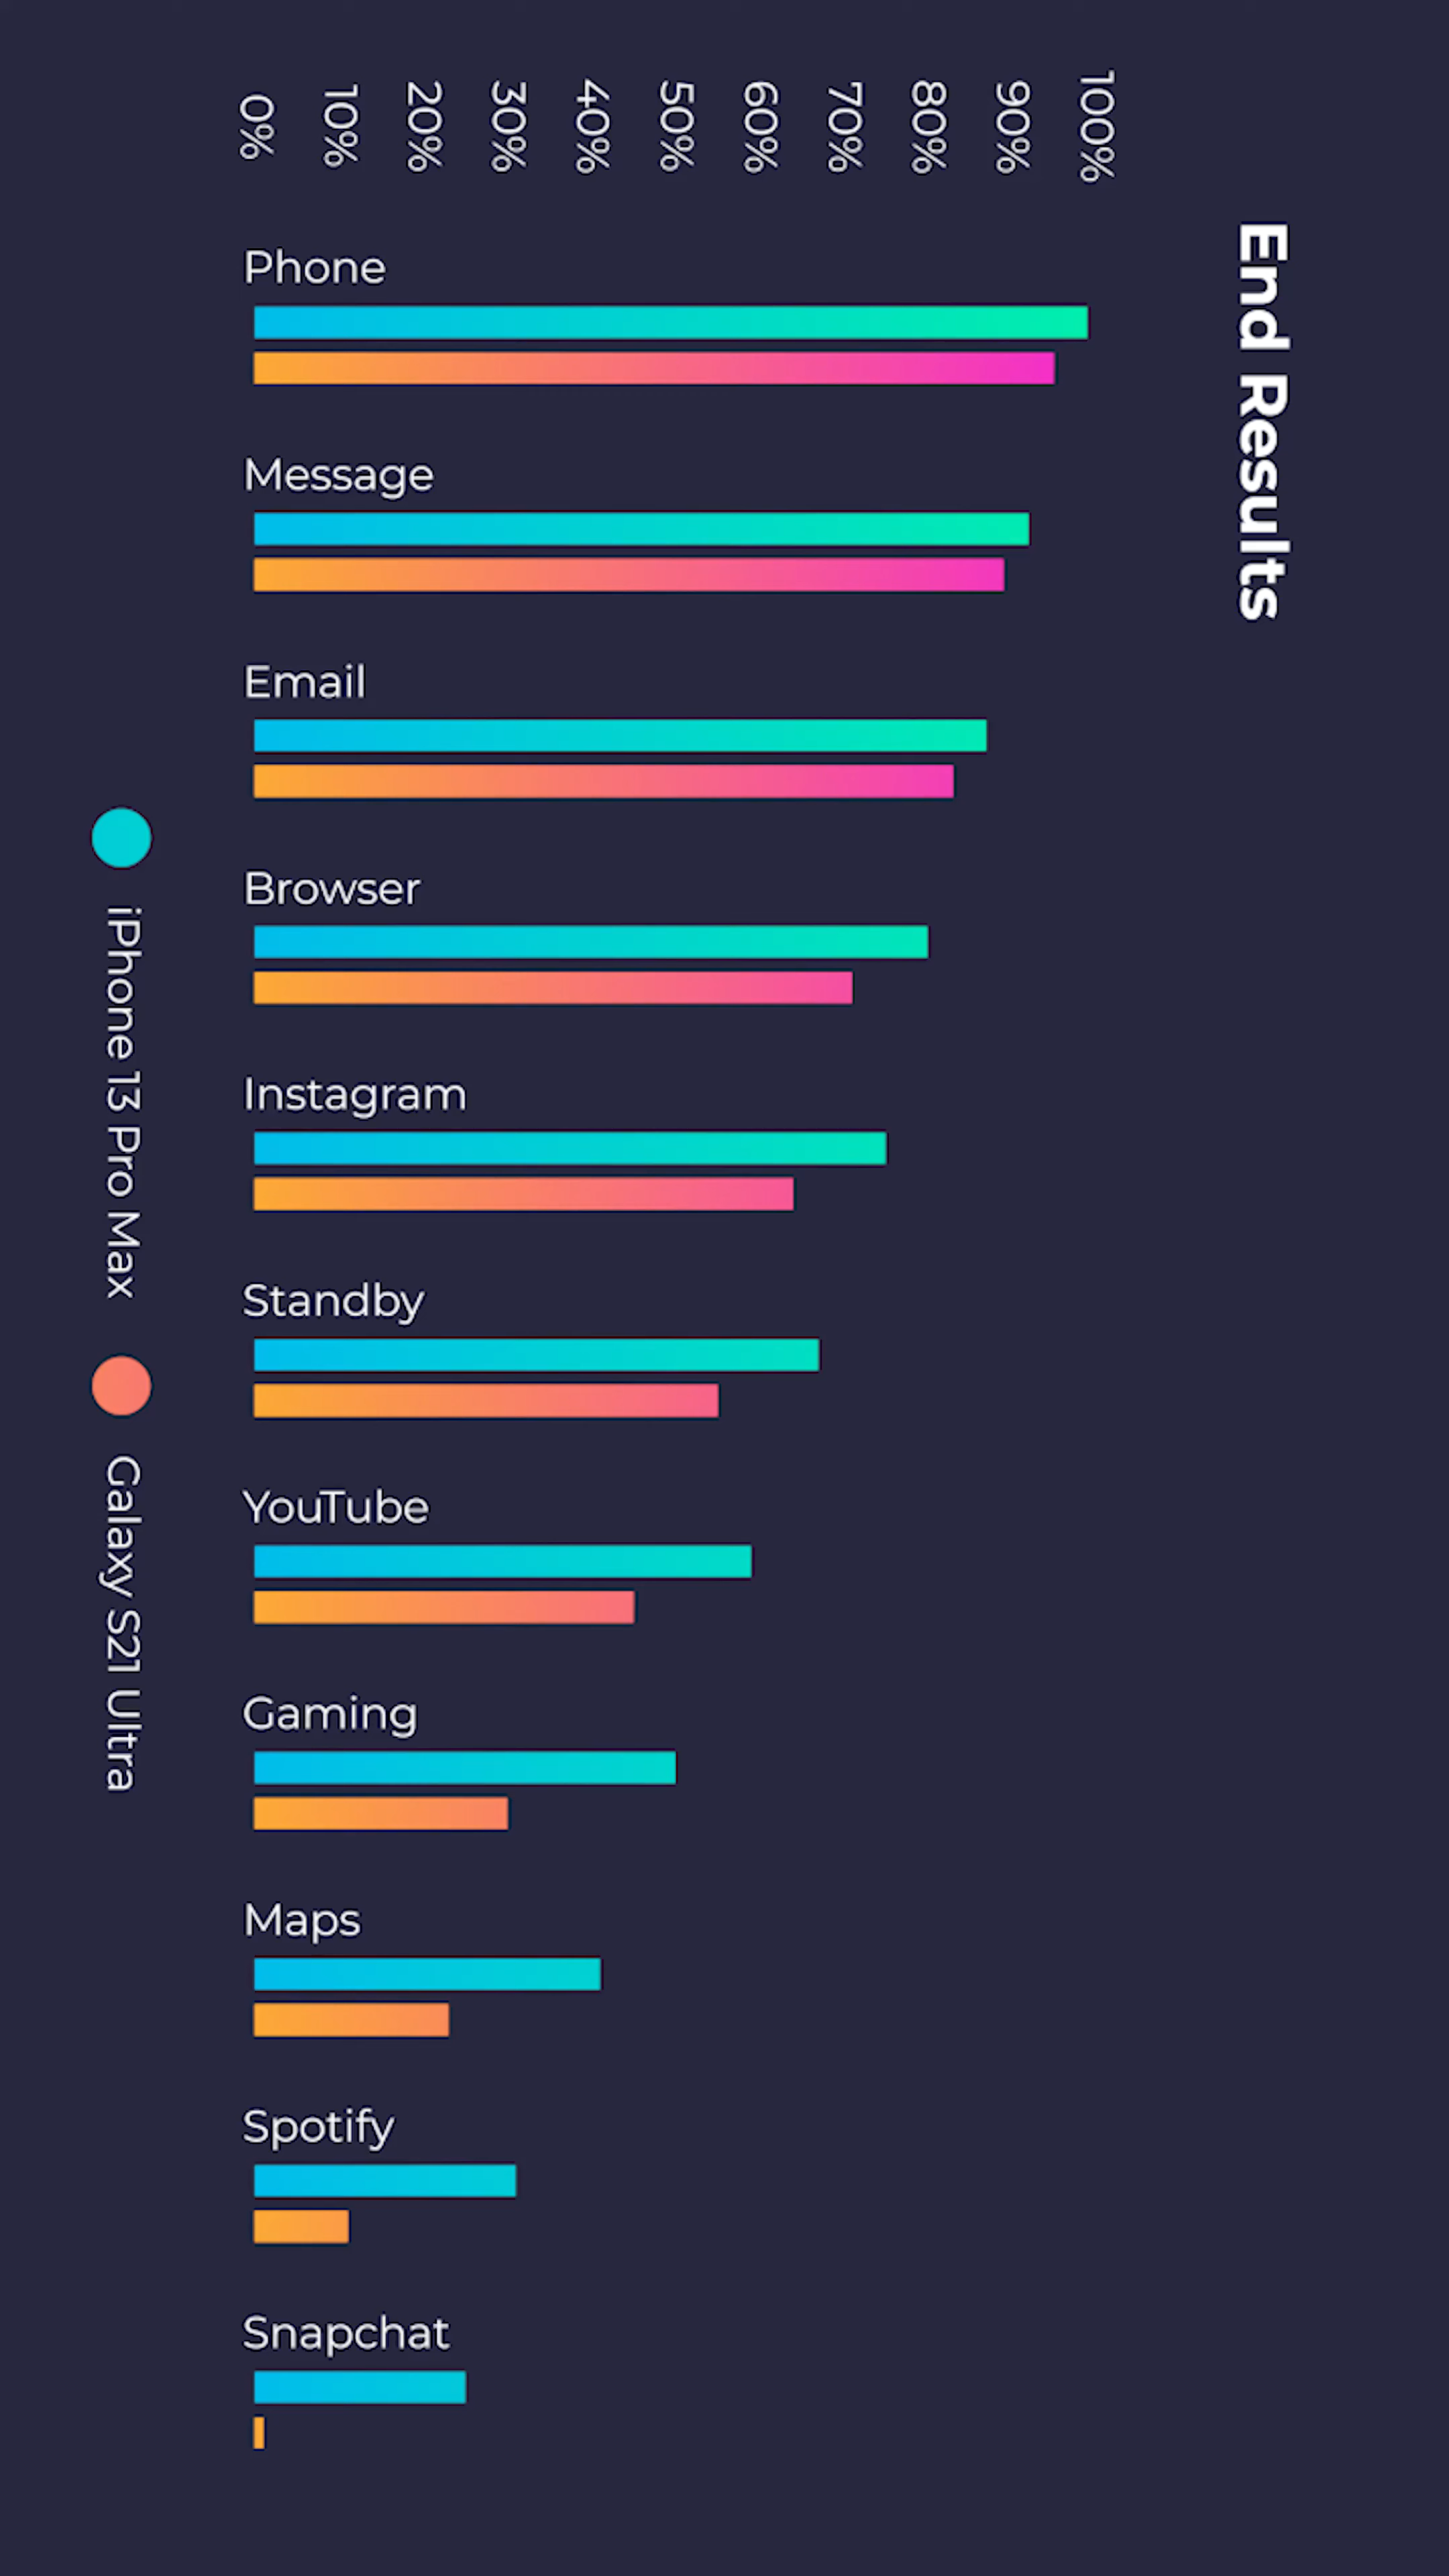 End Results
100%
90%
80%
70%
60%
50%
40%
30%
20%
10%
0%
Phone
Message
Email
Browser
Instagram
Standby
YouTube
Gaming
Maps
Spotify
Snapchat
iPhone 13 Pro Max
Galaxy S21 Ultra